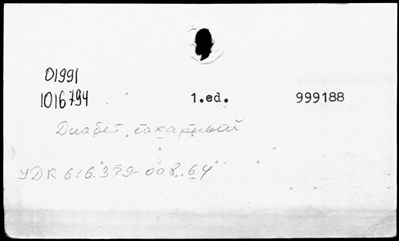 01991
1016794 1.ed. 999188
Диабет сахарный
УДК 616.379-008.64